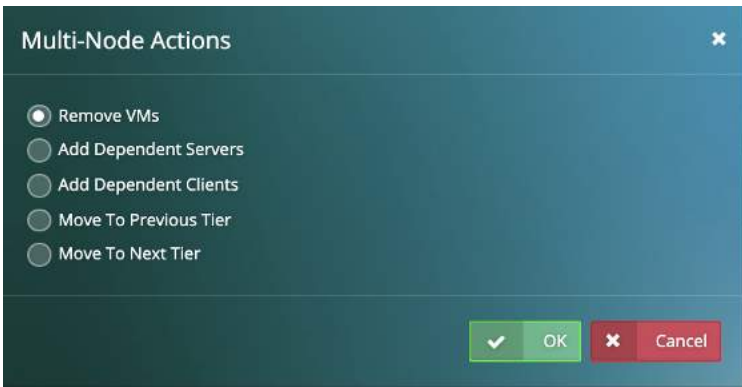 Multi-Node Actions
Remove VMs
Add Dependent Servers
Add Dependent Clients
Move To Previous Tier
Move To Next Tier
OK Cancel